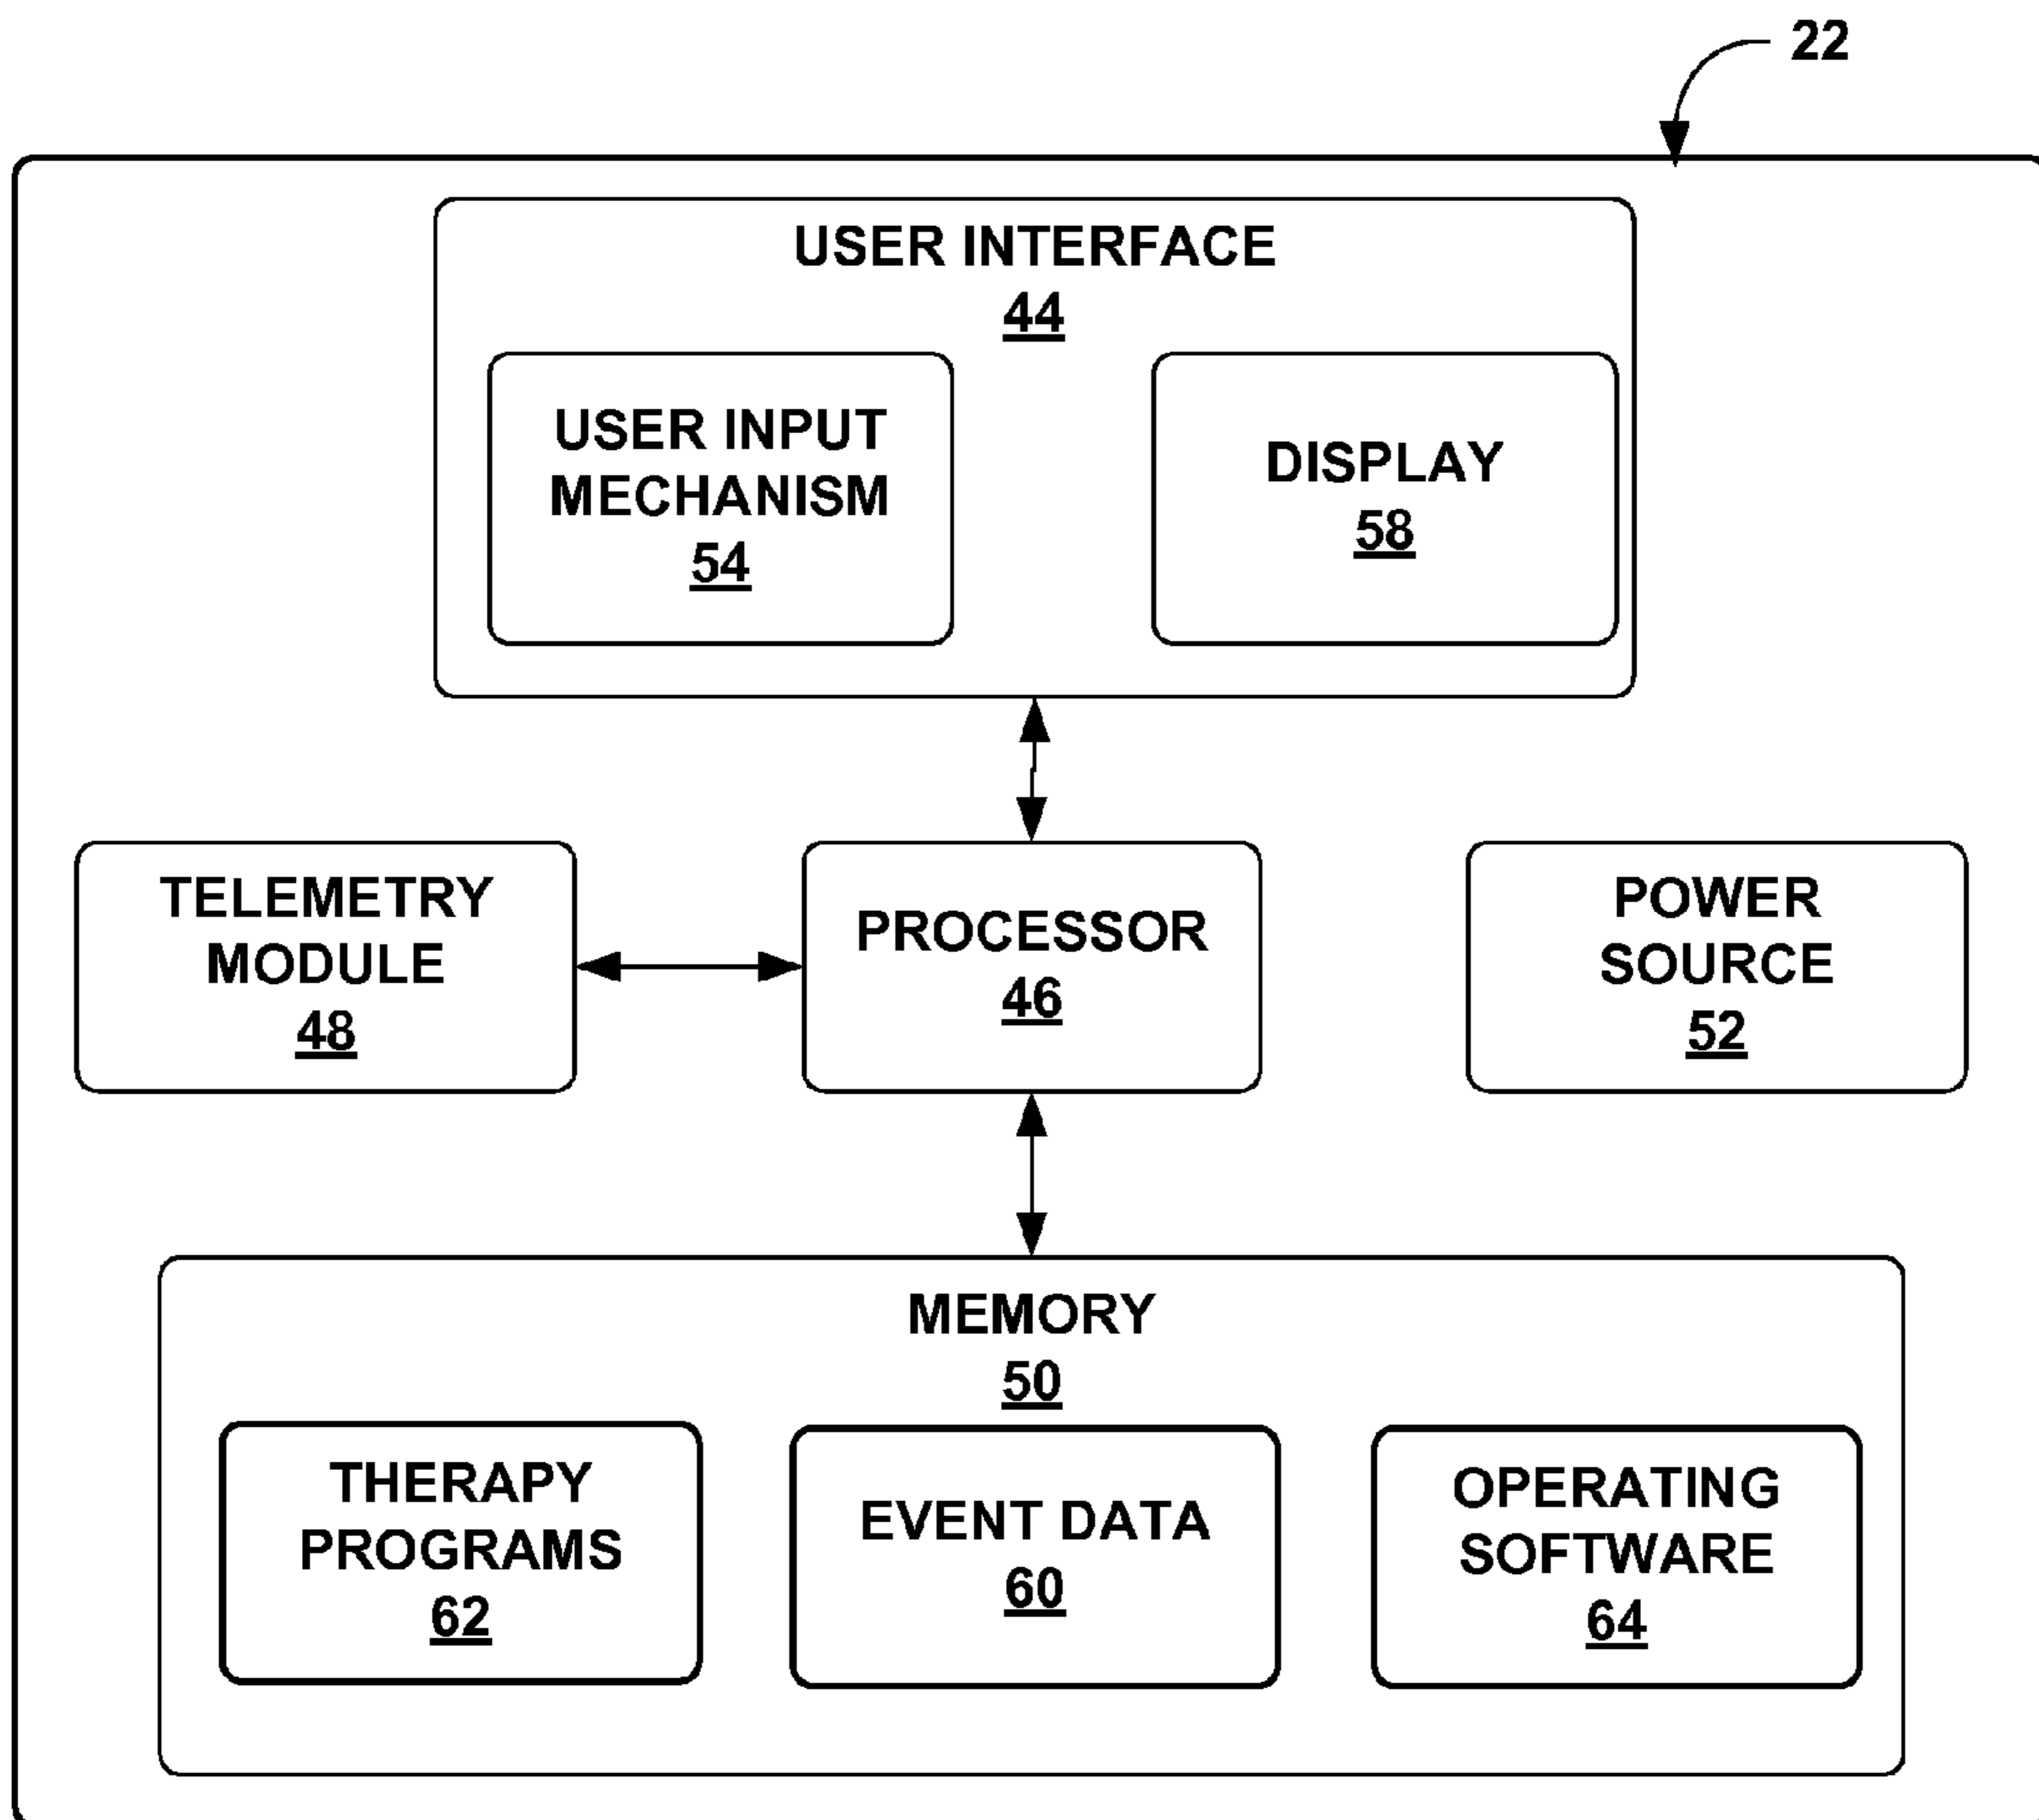 22
USER INTERFACE
44
USER INPUT
MECHANISM
54
DISPLAY
58
TELEMETRY
MODULE
48
PROCESSOR
46
POWER
SOURCE
52
MEMORY
50
THERAPY
PROGRAMS
62
EVENT DATA
60
OPERATING
SOFTWARE
64